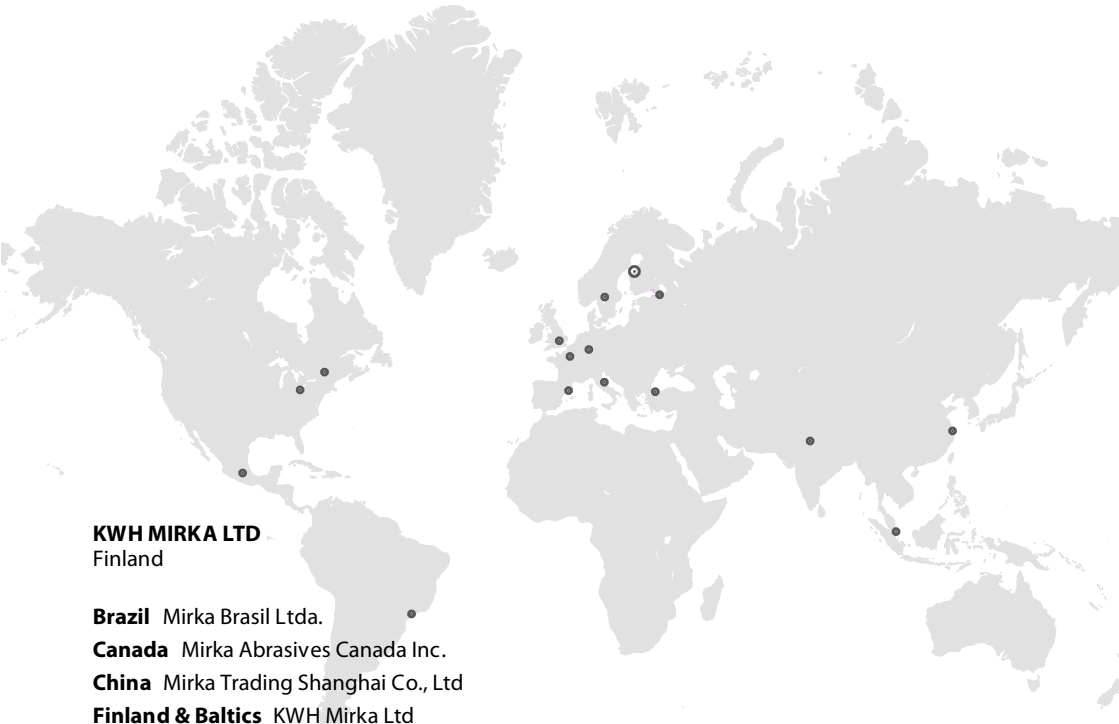 KWH MIRKA LTD
Finland
Brazil Mirka Brasil Ltda.
Canada Mirka Abrasives Canada Inc.
China Mirka Trading Shanghai Co., Ltd
Finland & Baltics KWH Mirka Ltd